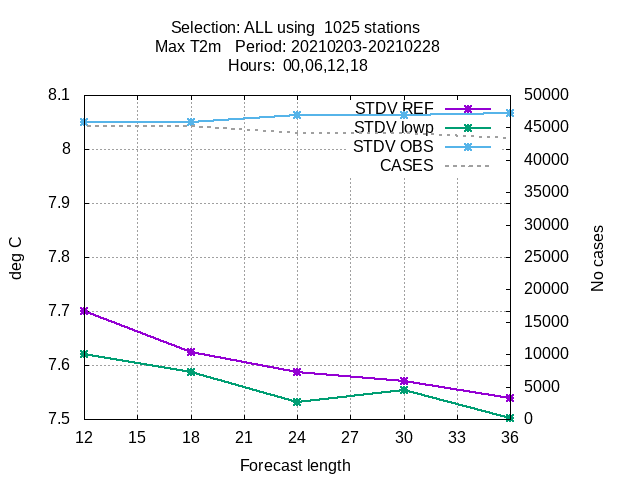 Selection: ALL using  1025 stations
Max T2m   Period: 20210203-20210228
Hours:  00,06,12,18
8.1
8
7.9
7.8
7.7
7.6
7.5
deg C
STDV REF
STDV lowp
STDV OBS
CASES
50000
45000
40000
35000
30000
25000
20000
15000
10000
5000
0
No cases
12 15 18 21 24 27 30 33 36
Forecast length